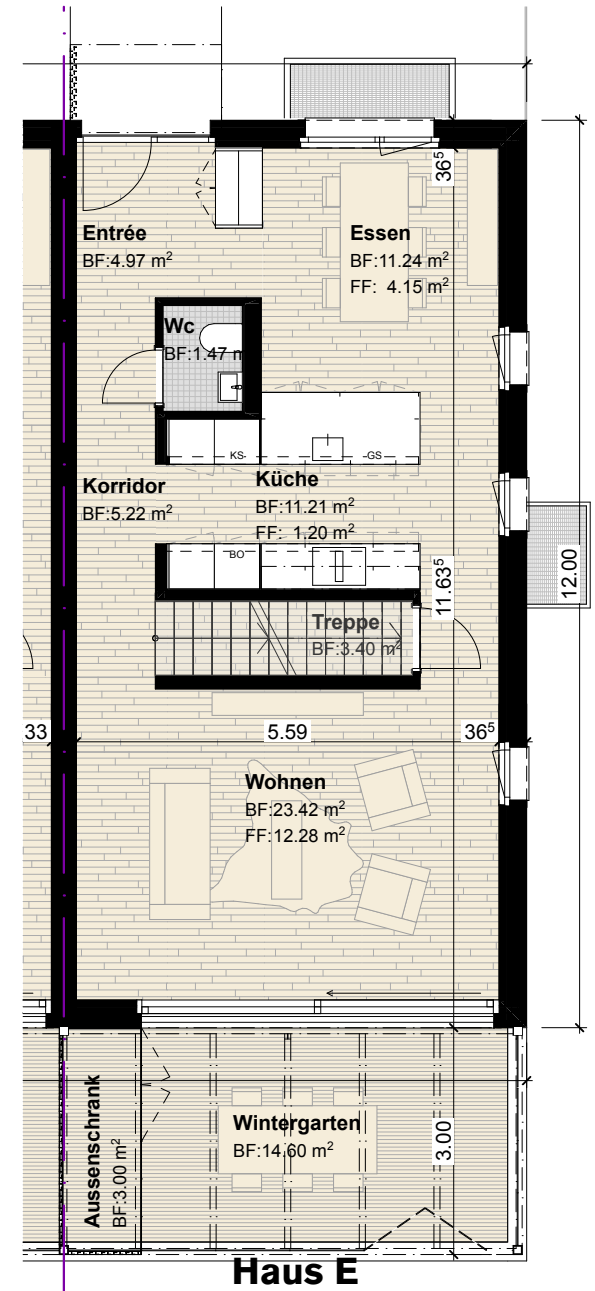 36⁵
Entrée
BF:4.97 m²
Essen
BF:11.24 m²
FF: 4.15 m²
Wc
BF:1.47 m
KS
GS
Korridor
BF:5.22 m²
Küche
BF:11.21 m²
FF: 1.20 m²
BO
11.63⁵
12.00
Treppe
BF:3.40 m²
33
5.59
36⁵
Wohnen
BF:23.42 m²
FF:12.28 m²
Aussenschrank
BF:3.00 m²
Wintergarten
BF:14.60 m²
3.00
Haus E